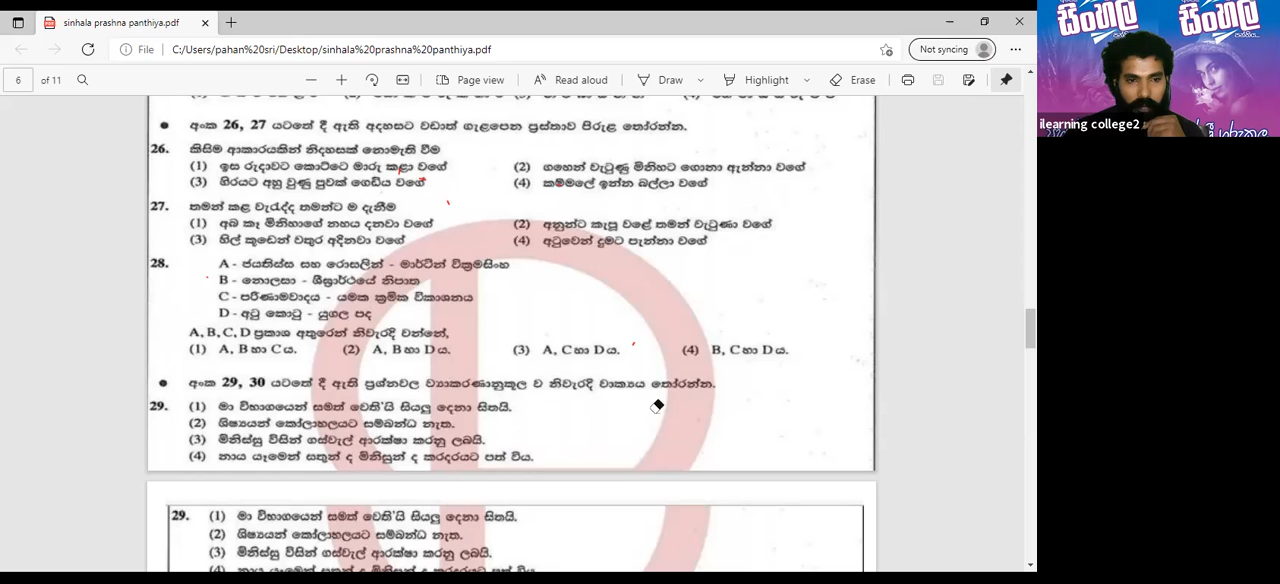 sinhala prashna panthiya.pdf
File C:/Users/pahan%20sri/Desktop/sinhala%20prashna%20panthiya.pdf
Not syncing
6 of 11 Page view Read aloud Draw Highlight Erase
සිංහල සිංහල
ilearning college2
● අංක 26, 27 යටතේ දී ඇති අදහසට වඩාත් ගැළපෙන ප්‍රස්තාව පිරුළ තෝරන්න.
26. කිසිම ආකාරයකින් නිදහසක් නොමැති වීම
(1) ඉස රුදාවට කොට්ටෙ මාරු කළා වගේ (2) ගහෙන් වැටුණු මිනිහට ගොනා ඇන්නා වගේ
(3) ගිරයට අහු වුණු පුවක් ගෙඩිය වගේ (4) කම්මලේ ඉන්න බල්ලා වගේ
27. තමන් කළ වැරැද්ද තමන්ට ම දැනීම
(1) අබ කෑ මිනිහාගේ නහය දනවා වගේ (2) අනුන්ට කැපූ වළේ තමන් වැටුණා වගේ
(3) හිල් කූඩෙන් වතුර අදිනවා වගේ (4) අටුවෙන් දුමට පැන්නා වගේ
28. A - ජයතිස්ස සහ රොසලින් - මාර්ටින් වික්‍රමසිංහ
B - නොලසා - ශීඝ්‍රාර්ථයේ නිපාත
C - පරිණාමවාදය - යමක ක්‍රමික විකාශනය
D - අටු කොටු - යුගල පද
A, B, C, D ප්‍රකාශ අතුරෙන් නිවැරදි වන්නේ,
(1) A, B හා C ය. (2) A, B හා D ය. (3) A, C හා D ය. (4) B, C හා D ය.
● අංක 29, 30 යටතේ දී ඇති ප්‍රශ්නවල ව්‍යාකරණානුකූල ව නිවැරදි වාක්‍යය තෝරන්න.
29. (1) මා විභාගයෙන් සමත් වෙති'යි සියලු දෙනා සිතයි.
(2) ශිෂ්‍යයන් කෝලාහලයට සම්බන්ධ නැත.
(3) මිනිස්සු විසින් ගස්වැල් ආරක්ෂා කරනු ලබයි.
(4) නාය යෑමෙන් සතුන් ද මිනිසුන් ද කරදරයට පත් විය.
29. (1) මා විභාගයෙන් සමත් වෙති'යි සියලු දෙනා සිතයි.
(2) ශිෂ්‍යයන් කෝලාහලයට සම්බන්ධ නැත.
(3) මිනිස්සු විසින් ගස්වැල් ආරක්ෂා කරනු ලබයි.